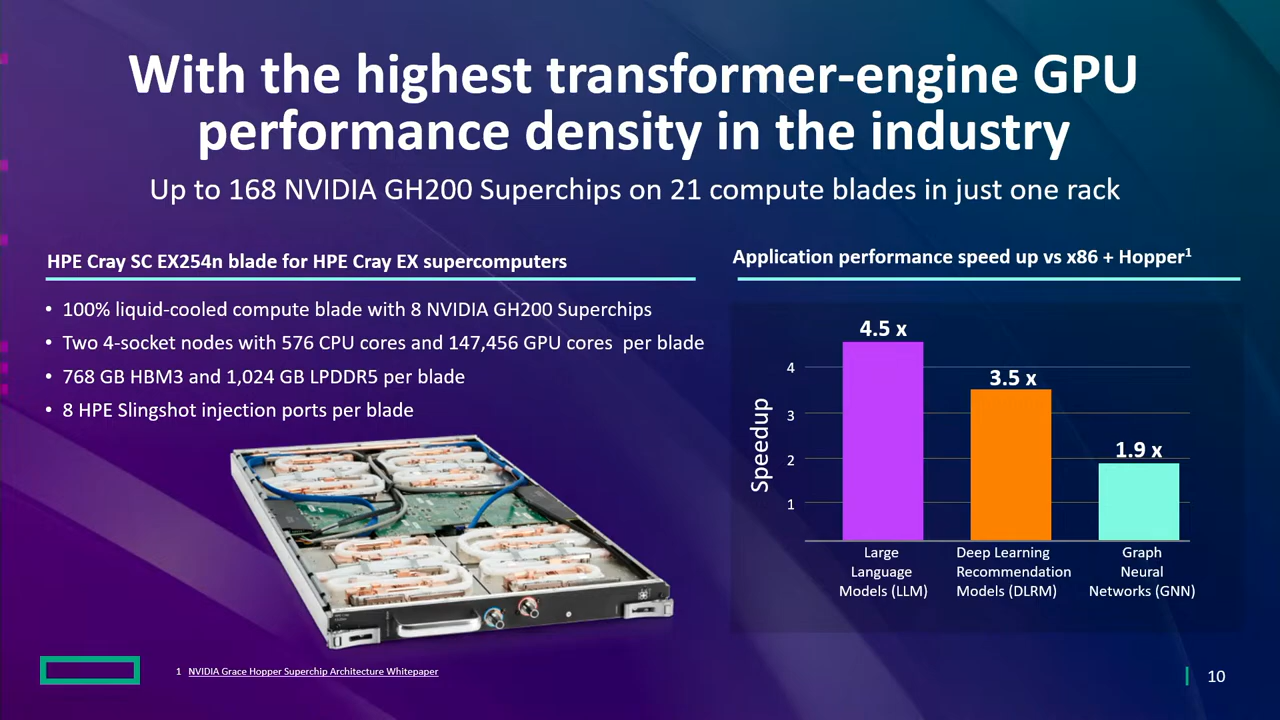 With the highest transformer-engine GPU
performance density in the industry
Up to 168 NVIDIA GH200 Superchips on 21 compute blades in just one rack
HPE Cray SC EX254n blade for HPE Cray EX supercomputers
• 100% liquid-cooled compute blade with 8 NVIDIA GH200 Superchips
• Two 4-socket nodes with 576 CPU cores and 147,456 GPU cores  per blade
• 768 GB HBM3 and 1,024 GB LPDDR5 per blade
• 8 HPE Slingshot injection ports per blade
Application performance speed up vs x86 + Hopper¹
Speedup
4
3
2
1
4.5 x
3.5 x
1.9 x
Large
Language
Models (LLM)
Deep Learning
Recommendation
Models (DLRM)
Graph
Neural
Networks (GNN)
1 NVIDIA Grace Hopper Superchip Architecture Whitepaper
10